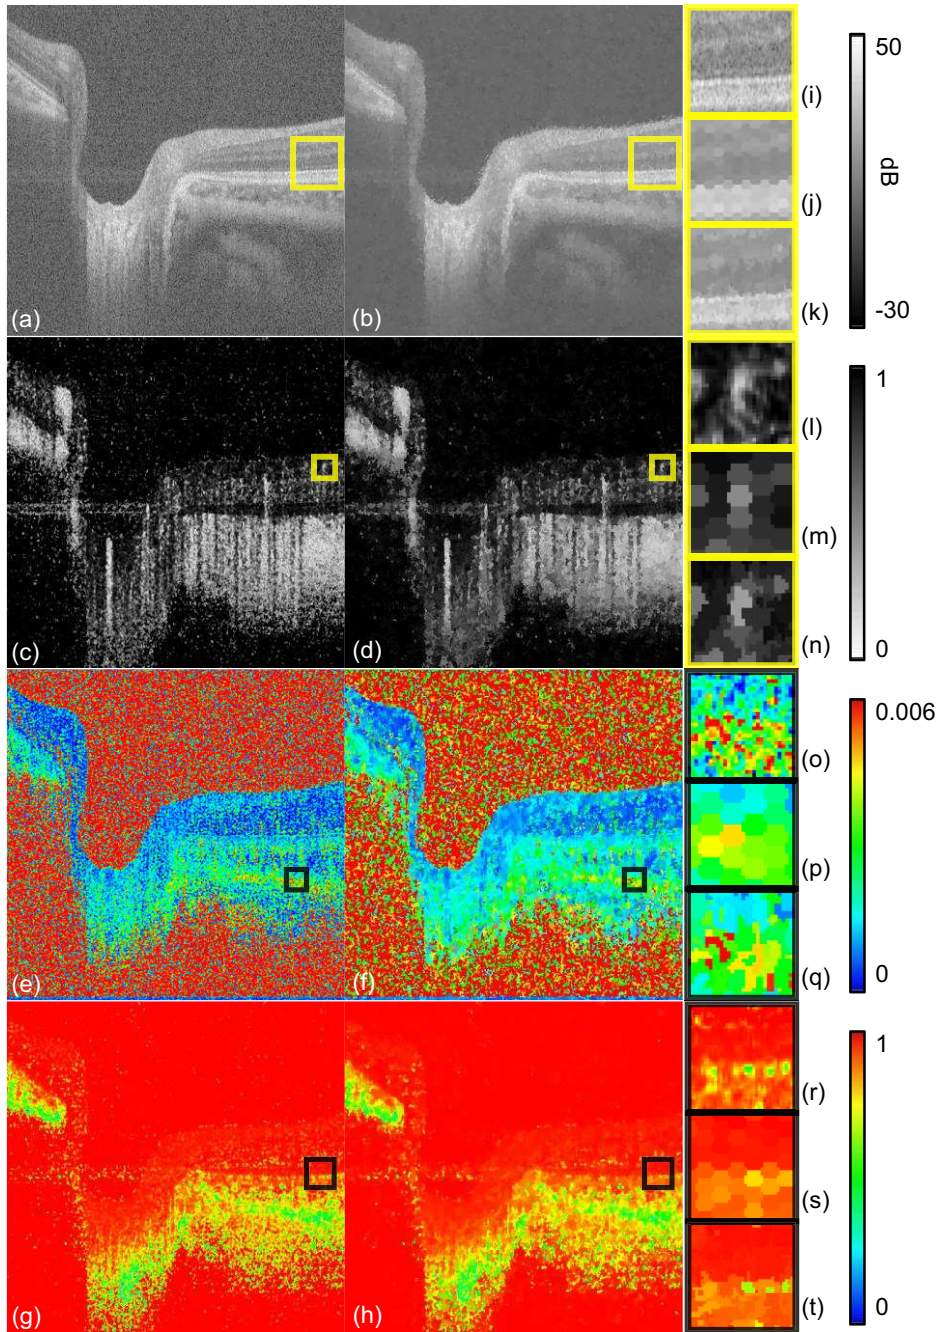 50
(i)
dB
(j)
(k)
-30
(a)
(b)
1
(l)
(m)
(n)
0
(c)
(d)
0.006
(o)
(p)
(q)
0
(e)
(f)
1
(r)
(s)
(t)
0
(g)
(h)